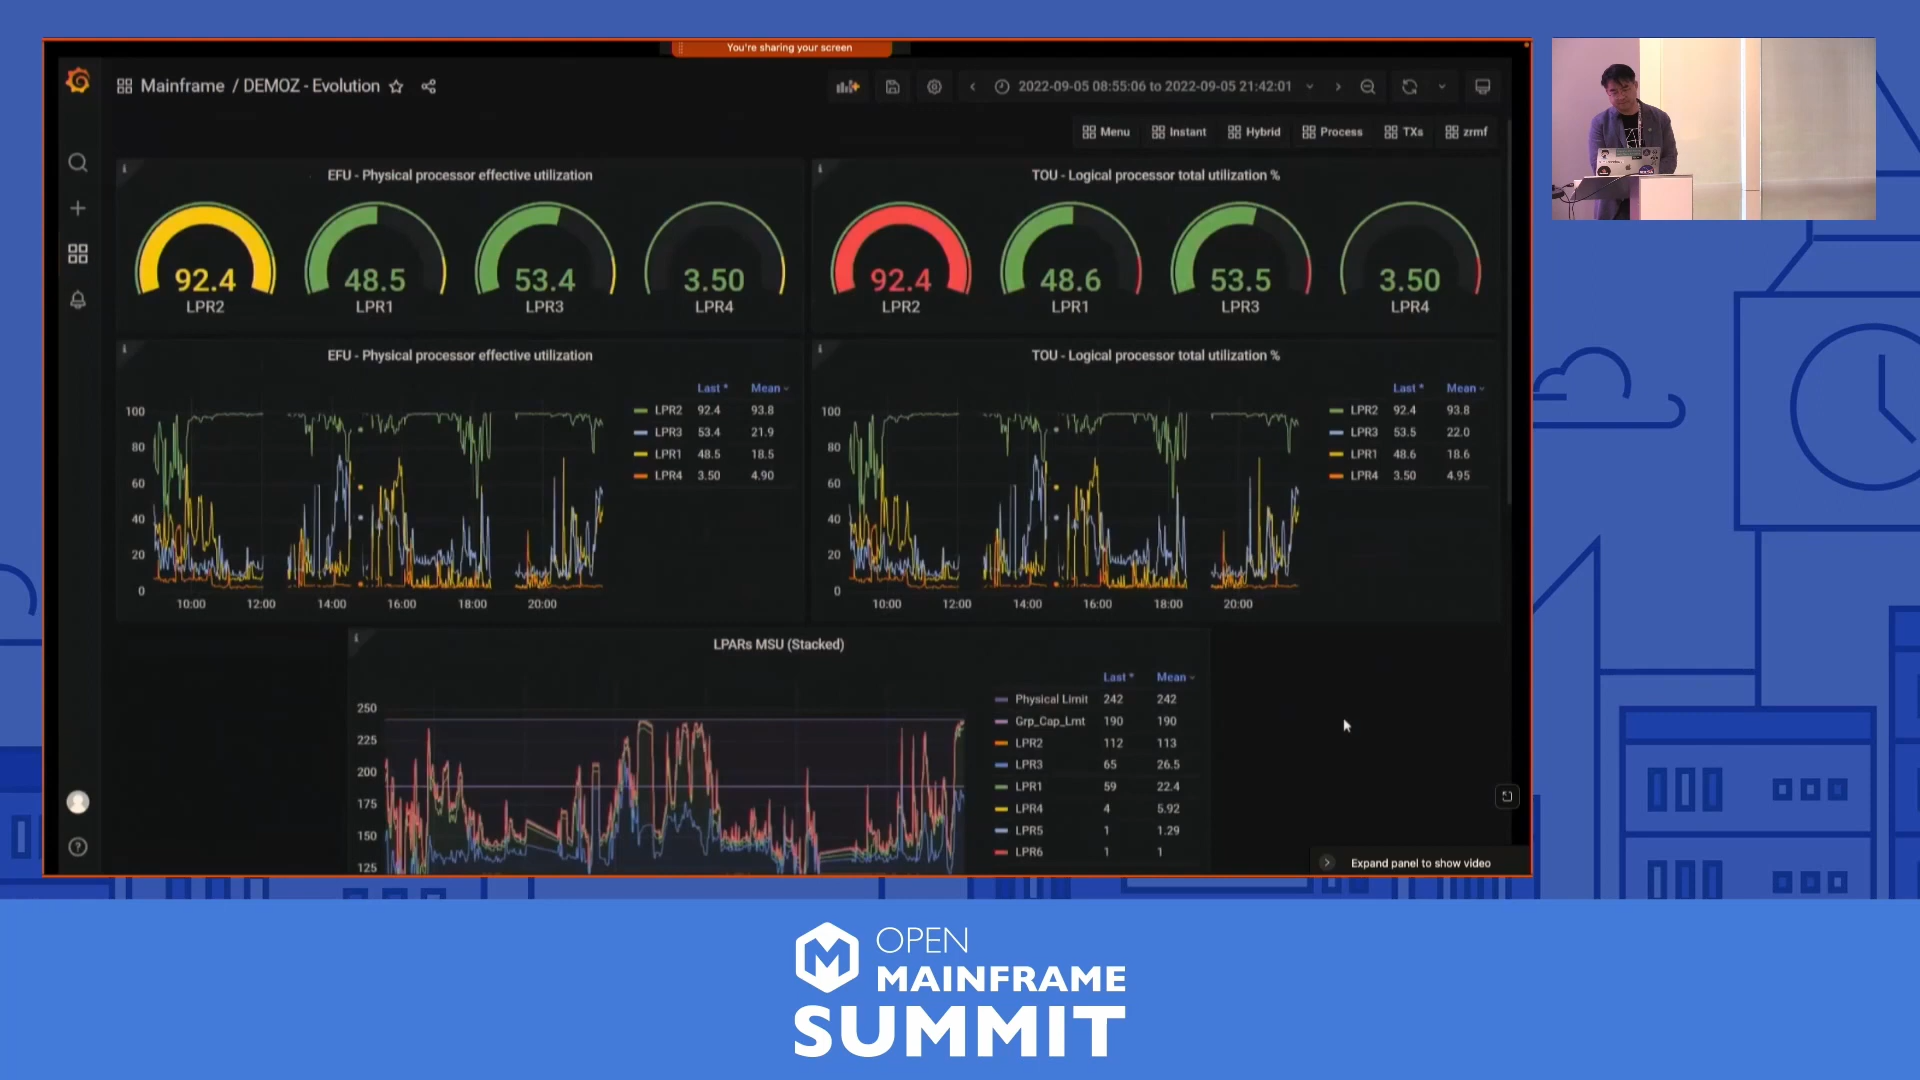 You're sharing your screen
Mainframe / DEMOZ - Evolution
2022-09-05 08:55:06 to 2022-09-05 21:42:01
Menu
Instant
Hybrid
Process
TXs
zrmf
EFU - Physical processor effective utilization
92.4
LPR2
48.5
LPR1
53.4
LPR3
3.50
LPR4
TOU - Logical processor total utilization %
92.4
LPR2
48.6
LPR1
53.5
LPR3
3.50
LPR4
EFU - Physical processor effective utilization
Last * Mean
LPR2 92.4 93.8
LPR3 53.4 21.9
LPR1 48.5 18.5
LPR4 3.50 4.90
100
80
60
40
20
0
10:00 12:00 14:00 16:00 18:00 20:00
TOU - Logical processor total utilization %
Last * Mean
LPR2 92.4 93.8
LPR3 53.5 22.0
LPR1 48.6 18.6
LPR4 3.50 4.95
100
80
60
40
20
0
10:00 12:00 14:00 16:00 18:00 20:00
LPARs MSU (Stacked)
Last * Mean
Physical Limit 242 242
Grp_Cap_Lmt 190 190
LPR2 112 113
LPR3 65 26.5
LPR1 59 22.4
LPR4 4 5.92
LPR5 1 1.29
LPR6 1 1
250
225
200
175
150
125
Expand panel to show video
OPEN
MAINFRAME
SUMMIT